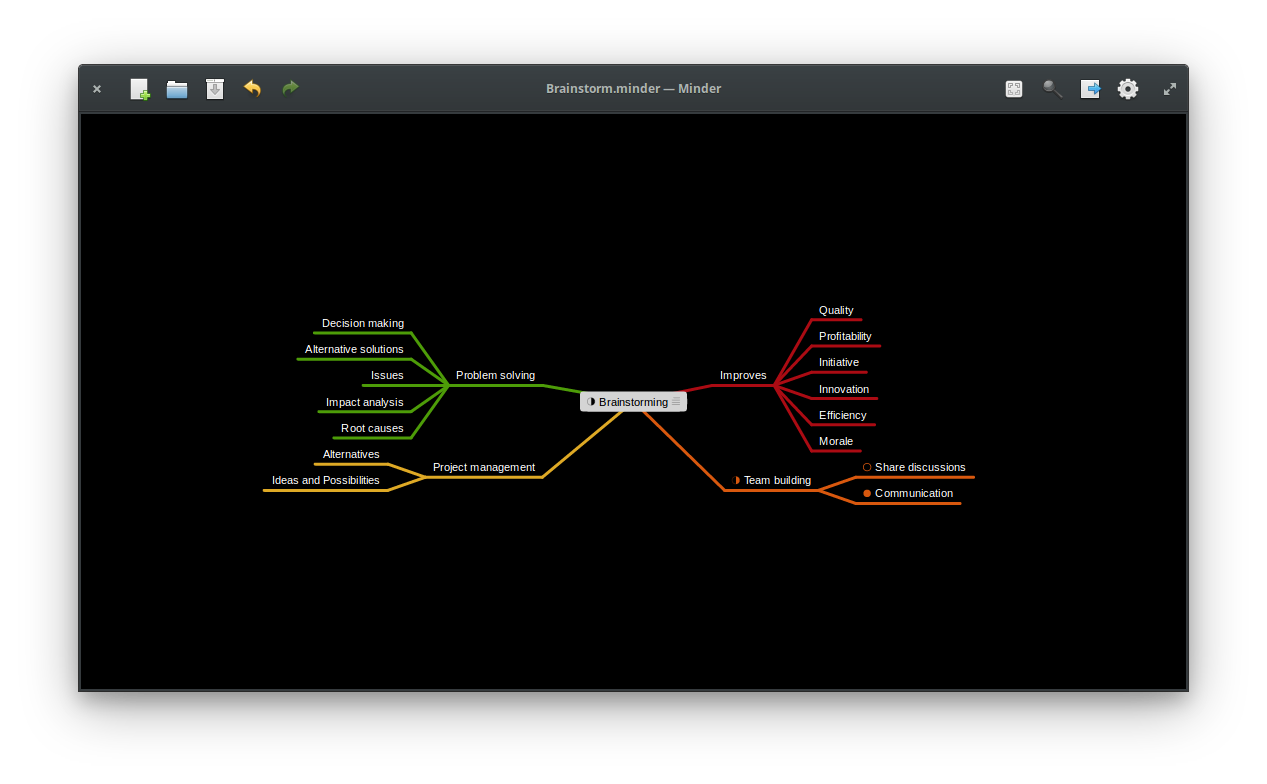 Brainstorm.minder — Minder
Decision making
Alternative solutions
Issues
Impact analysis
Root causes
Problem solving
Alternatives
Ideas and Possibilities
Project management
Brainstorming
Improves
Quality
Profitability
Initiative
Innovation
Efficiency
Morale
Team building
Share discussions
Communication